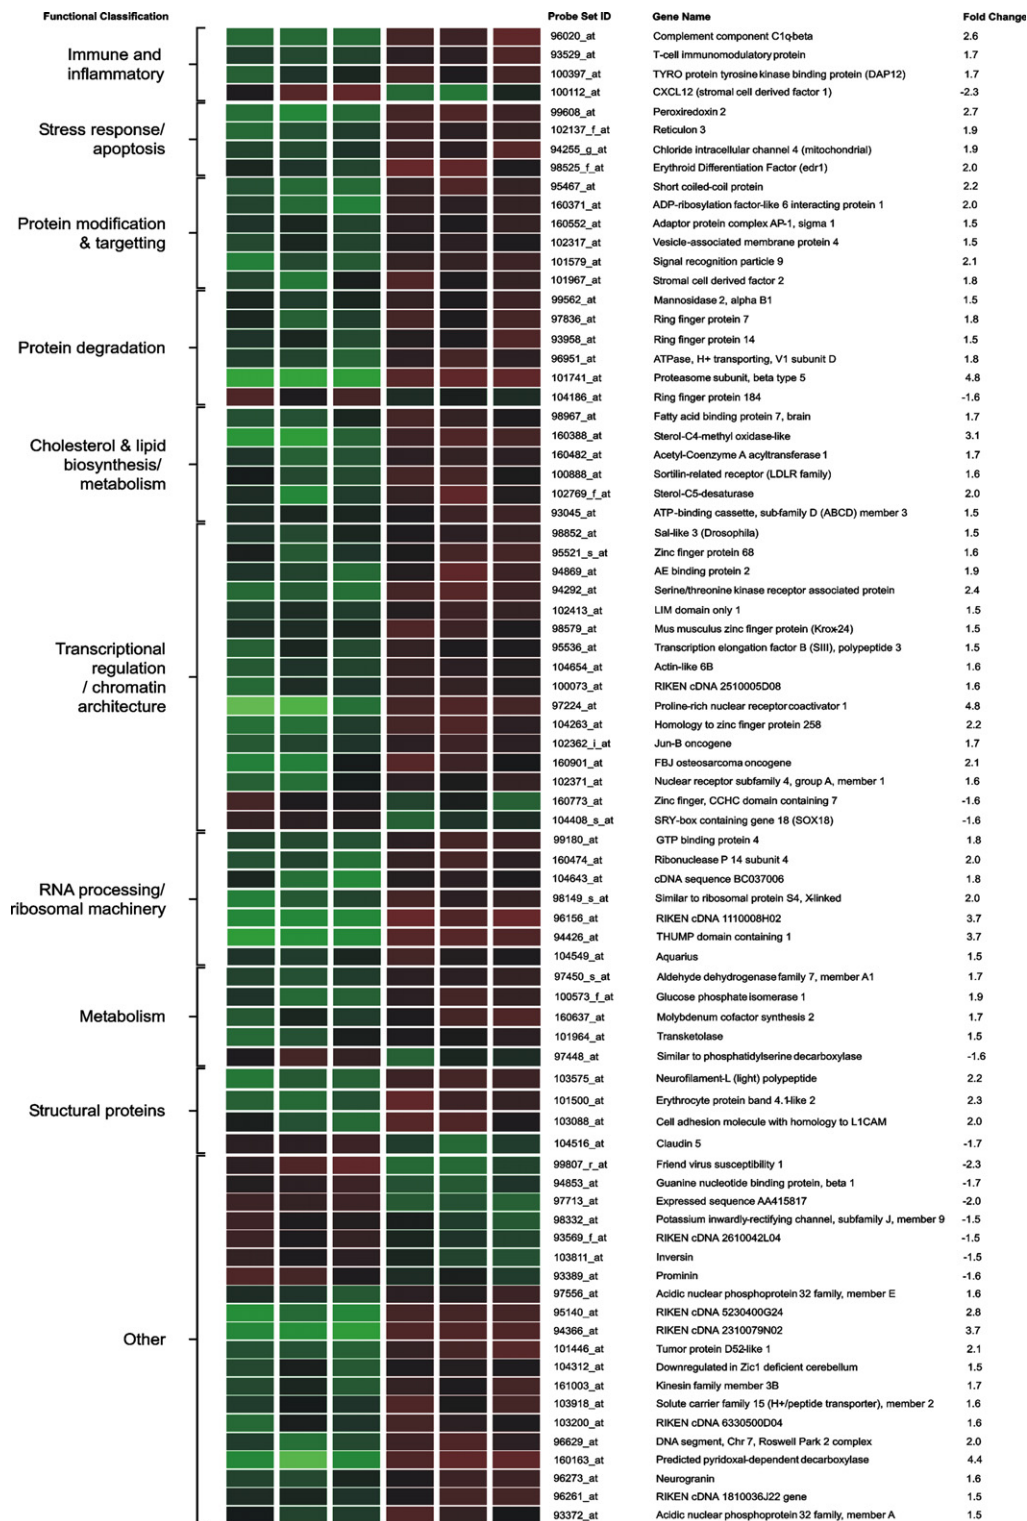 Functional Classification Probe Set ID Gene Name Fold Change
Immune and
inflammatory
96020_at Complement component C1q-beta 2.6
93529_at T-cell immunomodulatory protein 1.7
100397_at TYRO protein tyrosine kinase binding protein (DAP12) 1.7
100112_at CXCL12 (stromal cell derived factor 1) -2.3
Stress response/
apoptosis
99608_at Peroxiredoxin 2 2.7
102137_f_at Reticulon 3 1.9
94255_g_at Chloride intracellular channel 4 (mitochondrial) 1.9
98525_f_at Erythroid Differentiation Factor (edr1) 2.0
Protein modification
& targetting
95467_at Short coiled-coil protein 2.2
160371_at ADP-ribosylation factor-like 6 interacting protein 1 2.0
160552_at Adaptor protein complex AP-1, sigma 1 1.5
102317_at Vesicle-associated membrane protein 4 1.5
101579_at Signal recognition particle 9 2.1
101967_at Stromal cell derived factor 2 1.8
Protein degradation
99562_at Mannosidase 2, alpha B1 1.5
97836_at Ring finger protein 7 1.8
93958_at Ring finger protein 14 1.5
96951_at ATPase, H+ transporting, V1 subunit D 1.8
101741_at Proteasome subunit, beta type 5 4.8
104186_at Ring finger protein 184 -1.6
Cholesterol & lipid
biosynthesis/
metabolism
98967_at Fatty acid binding protein 7, brain 1.7
160388_at Sterol-C4-methyl oxidase-like 3.1
160482_at Acetyl-Coenzyme A acyltransferase 1 1.7
100888_at Sortilin-related receptor (LDLR family) 1.6
102769_f_at Sterol-C5-desaturase 2.0
93045_at ATP-binding cassette, sub-family D (ABCD) member 3 1.5
Transcriptional
regulation
/ chromatin
architecture
98852_at Sal-like 3 (Drosophila) 1.5
95521_s_at Zinc finger protein 68 1.6
94869_at AE binding protein 2 1.9
94292_at Serine/threonine kinase receptor associated protein 2.4
102413_at LIM domain only 1 1.5
98579_at Mus musculus zinc finger protein (Krox-24) 1.5
95536_at Transcription elongation factor B (SIII), polypeptide 3 1.5
104654_at Actin-like 6B 1.6
100073_at RIKEN cDNA 2510005D08 1.6
97224_at Proline-rich nuclear receptor coactivator 1 4.8
104263_at Homology to zinc finger protein 258 2.2
102362_i_at Jun-B oncogene 1.7
160901_at FBJ osteosarcoma oncogene 2.1
102371_at Nuclear receptor subfamily 4, group A, member 1 1.6
160773_at Zinc finger, CCHC domain containing 7 -1.6
104408_s_at SRY-box containing gene 18 (SOX18) -1.6
RNA processing/
ribosomal machinery
99180_at GTP binding protein 4 1.8
160474_at Ribonuclease P 14 subunit 4 2.0
104643_at cDNA sequence BC037006 1.8
98149_s_at Similar to ribosomal protein S4, X-linked 2.0
96156_at RIKEN cDNA 1110008H02 3.7
94426_at THUMP domain containing 1 3.7
104549_at Aquarius 1.5
Metabolism
97450_s_at Aldehyde dehydrogenase family 7, member A1 1.7
100573_f_at Glucose phosphate isomerase 1 1.9
160637_at Molybdenum cofactor synthesis 2 1.7
101964_at Transketolase 1.5
97448_at Similar to phosphatidylserine decarboxylase -1.6
Structural proteins
103575_at Neurofilament-L (light) polypeptide 2.2
101500_at Erythrocyte protein band 4.1-like 2 2.3
103088_at Cell adhesion molecule with homology to L1CAM 2.0
104516_at Claudin 5 -1.7
Other
99807_r_at Friend virus susceptibility 1 -2.3
94853_at Guanine nucleotide binding protein, beta 1 -1.7
97713_at Expressed sequence AA415817 -2.0
98332_at Potassium inwardly-rectifying channel, subfamily J, member 9 -1.5
93569_f_at RIKEN cDNA 2610042L04 -1.5
103811_at Inversin -1.5
93389_at Prominin -1.6
97556_at Acidic nuclear phosphoprotein 32 family, member E 1.6
95140_at RIKEN cDNA 5230400G24 2.8
94366_at RIKEN cDNA 2310079N02 3.7
101446_at Tumor protein D52-like 1 2.1
104312_at Downregulated in Zic1 deficient cerebellum 1.5
161003_at Kinesin family member 3B 1.7
103918_at Solute carrier family 15 (H+/peptide transporter), member 2 1.6
103200_at RIKEN cDNA 6330500D04 1.6
96629_at DNA segment, Chr 7, Roswell Park 2 complex 2.0
160163_at Predicted pyridoxal-dependent decarboxylase 4.4
96273_at Neurogranin 1.6
96261_at RIKEN cDNA 1810036J22 gene 1.5
93372_at Acidic nuclear phosphoprotein 32 family, member A 1.5